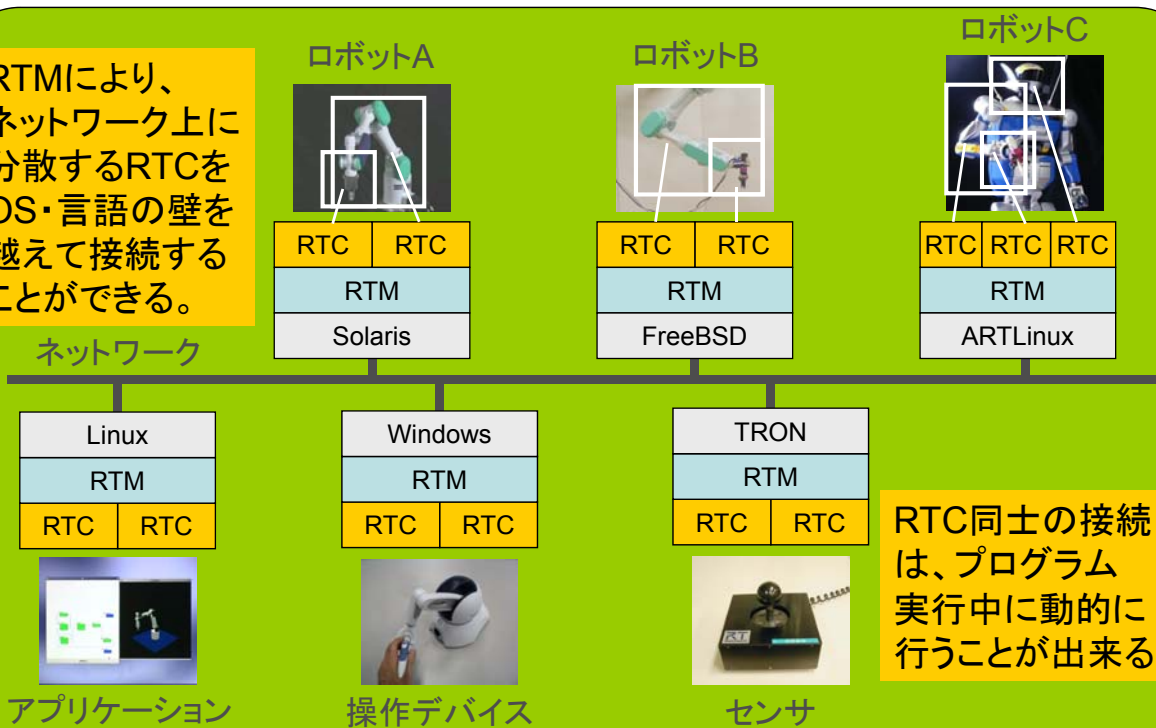 ロボットA
ロボットB
ロボットC
RTMにより、
ネットワーク上に
分散するRTCを
OS・言語の壁を
越えて接続する
ことができる。
RTC RTC
RTM
Solaris
RTC RTC
RTM
FreeBSD
RTC RTC RTC
RTM
ARTLinux
ネットワーク
Linux
RTM
RTC RTC
アプリケーション
Windows
RTM
RTC RTC
操作デバイス
TRON
RTM
RTC RTC
RT
センサ
RTC同士の接続
は、プログラム
実行中に動的に
行うことが出来る